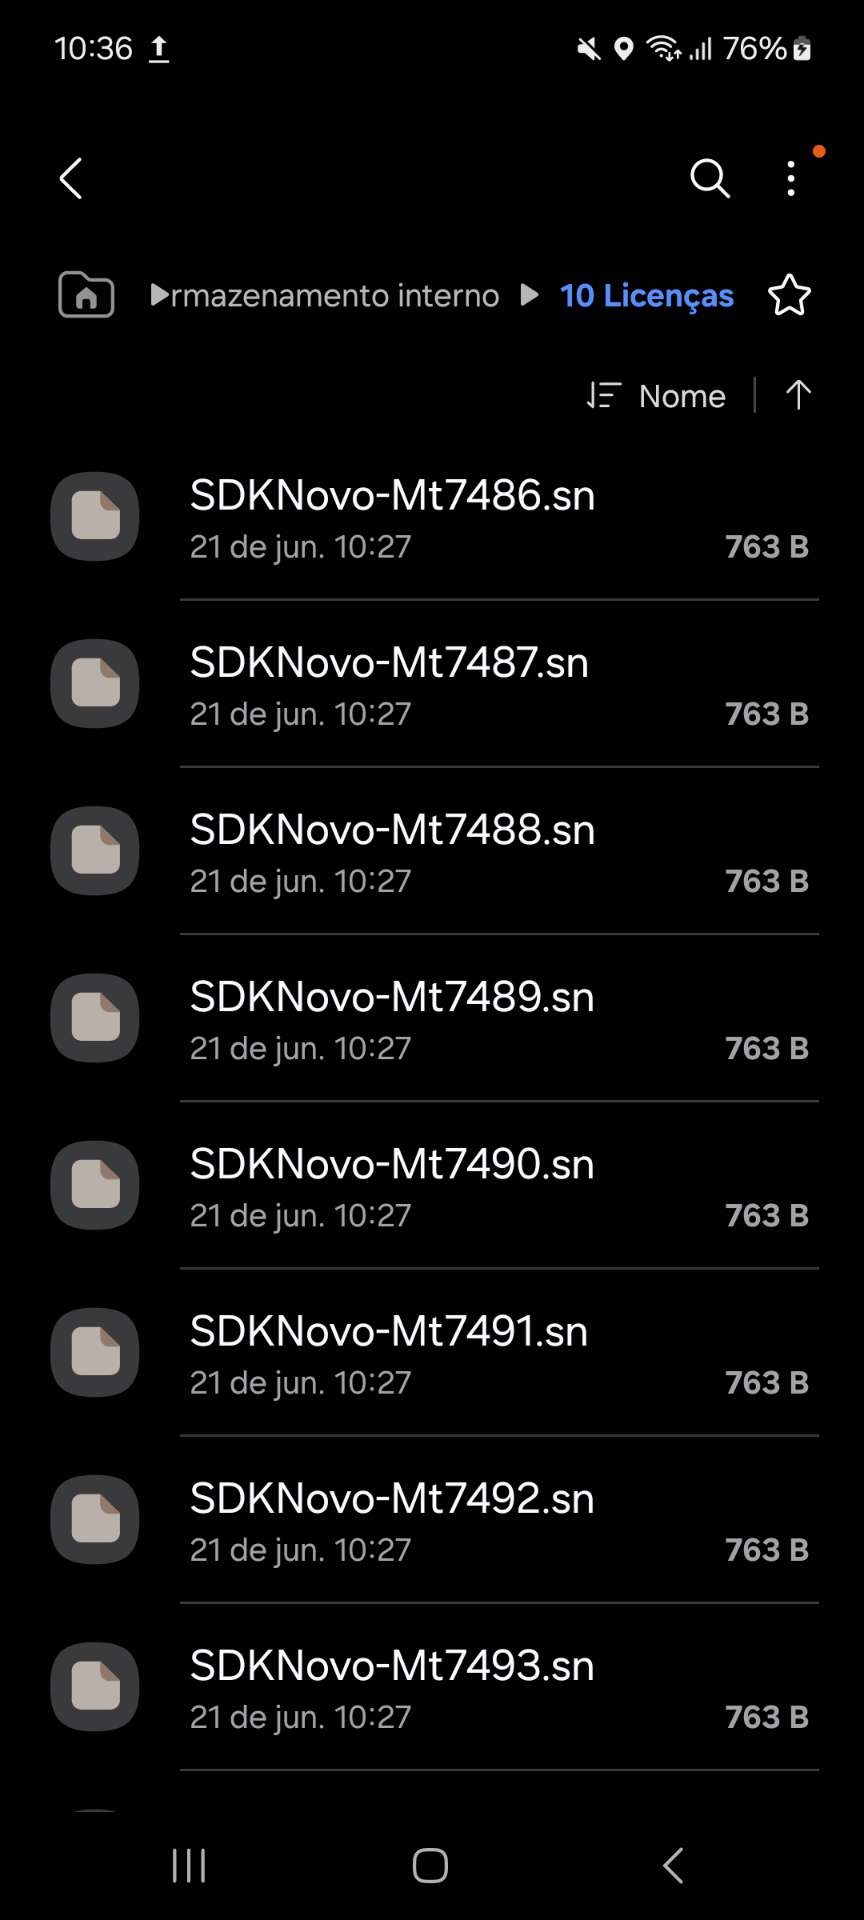 10:36
76%
rmazenamento interno
10 Licenças
Nome
SDKNovo-Mt7486.sn
21 de jun. 10:27
763 B
SDKNovo-Mt7487.sn
21 de jun. 10:27
763 B
SDKNovo-Mt7488.sn
21 de jun. 10:27
763 B
SDKNovo-Mt7489.sn
21 de jun. 10:27
763 B
SDKNovo-Mt7490.sn
21 de jun. 10:27
763 B
SDKNovo-Mt7491.sn
21 de jun. 10:27
763 B
SDKNovo-Mt7492.sn
21 de jun. 10:27
763 B
SDKNovo-Mt7493.sn
21 de jun. 10:27
763 B